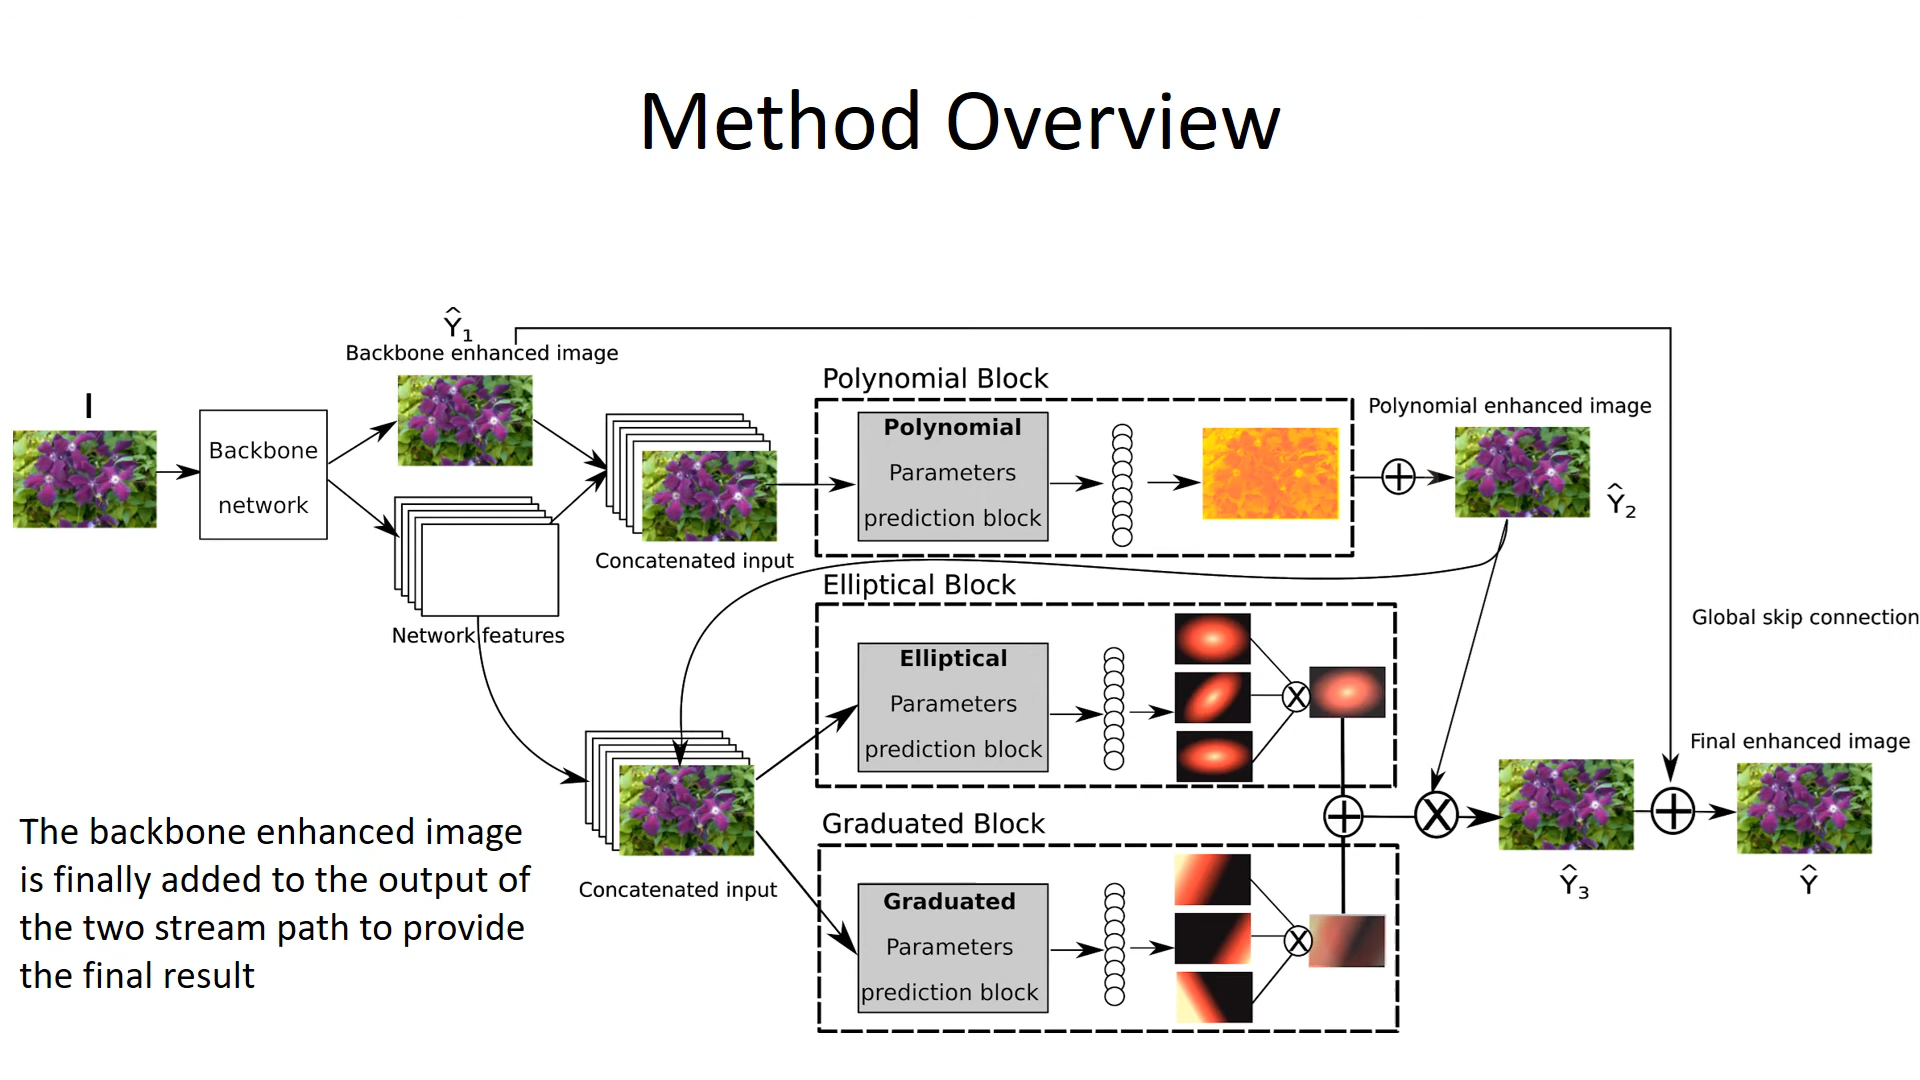 Method Overview
Ŷ₁
Backbone enhanced image
I
Backbone
network
Network features
Concatenated input
Polynomial Block
Polynomial
Parameters
prediction block
Polynomial enhanced image
Ŷ₂
Elliptical Block
Elliptical
Parameters
prediction block
X
Global skip connection
Concatenated input
Graduated Block
Graduated
Parameters
prediction block
X
X
Ŷ₃
Final enhanced image
Ŷ
The backbone enhanced image
is finally added to the output of
the two stream path to provide
the final result